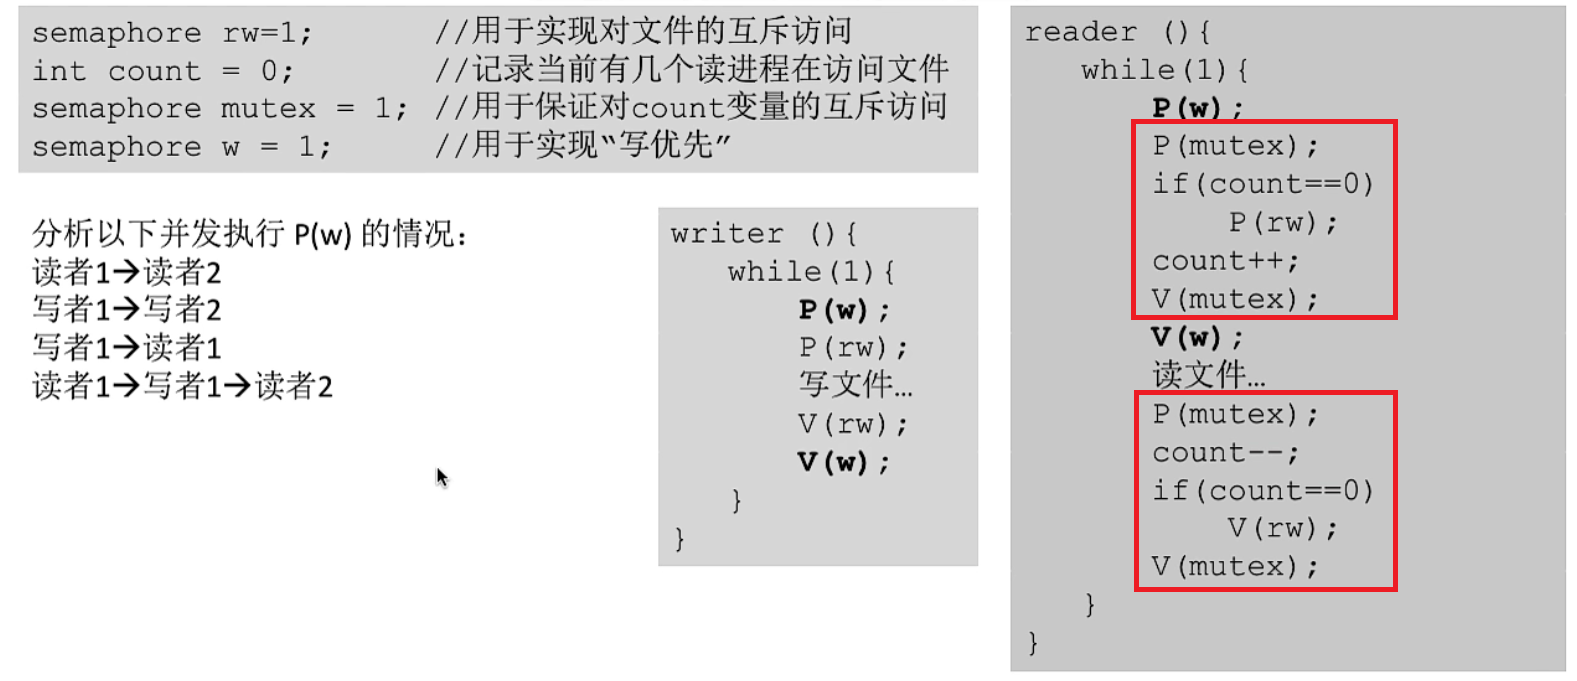 semaphore rw=1; //用于实现对文件的互斥访问
int count = 0; //记录当前有几个读进程在访问文件
semaphore mutex = 1; //用于保证对count变量的互斥访问
semaphore w = 1; //用于实现“写优先”
分析以下并发执行 P(w) 的情况：
读者1→读者2
写者1→写者2
写者1→读者1
读者1→写者1→读者2
writer (){
while(1){
P(w);
P(rw);
写文件…
V(rw);
V(w);
}
}
reader (){
while(1){
P(w);
P(mutex);
if(count==0)
P(rw);
count++;
V(mutex);
V(w);
读文件…
P(mutex);
count--;
if(count==0)
V(rw);
V(mutex);
}
}